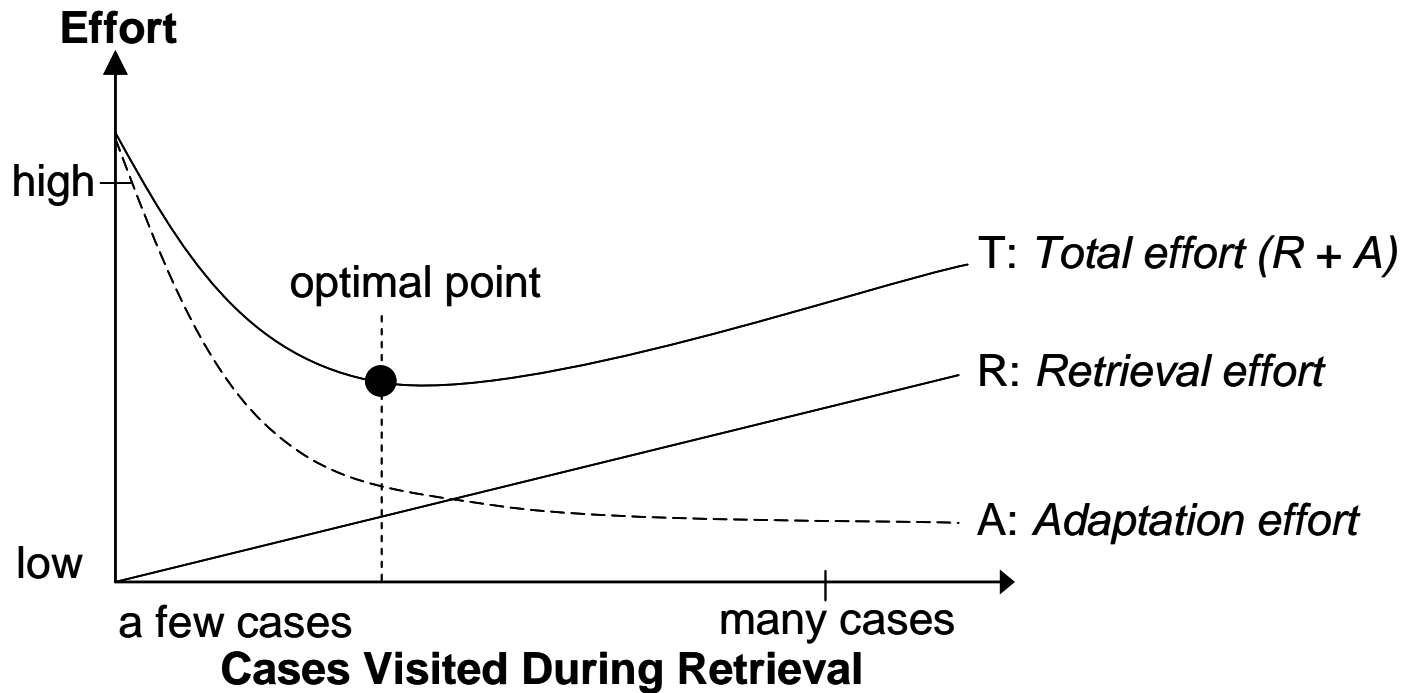 Effort
high
T: Total effort (R + A)
optimal point
R: Retrieval effort
A: Adaptation effort
low
a few cases
many cases
Cases Visited During Retrieval